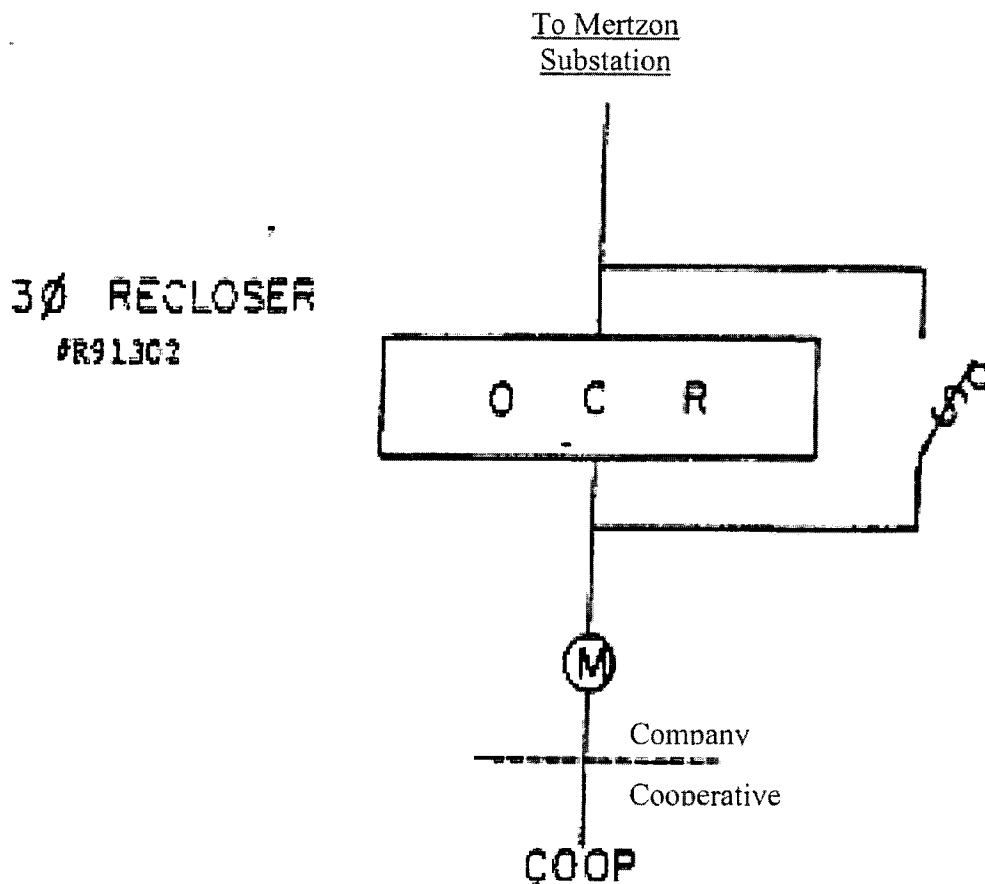 To Mertzon
Substation
3Ø RECLOSER
#R91302
O C R
M
Company
Cooperative
COOP